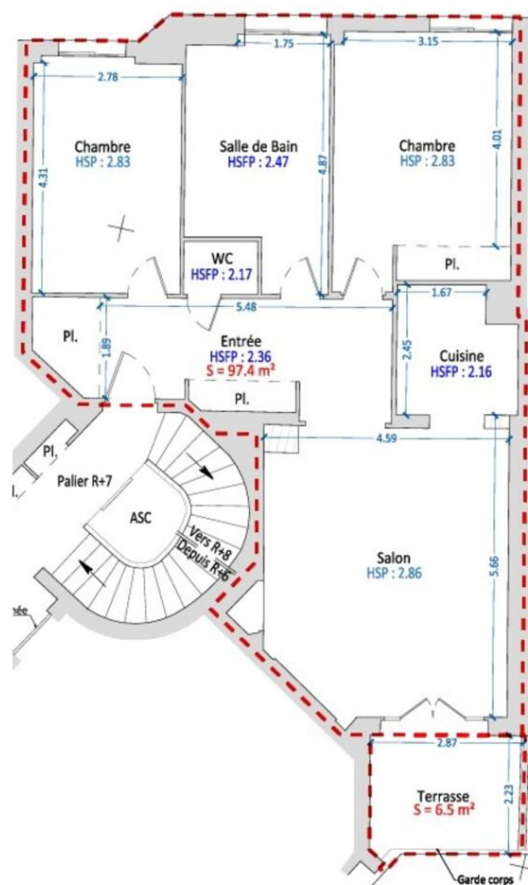 2.78
1.75
3.15
Chambre
HSP : 2.83
4.31
Salle de Bain
HSFP : 2.47
4.87
Chambre
HSP : 2.83
4.01
WC
HSFP : 2.17
Pl.
5.48
1.67
Pl.
1.89
Entrée
HSFP : 2.36
S = 97.4 m²
2.45
Cuisine
HSFP : 2.16
Pl.
4.59
Pl.
Palier R+7
ASC
Vers R+8
Depuis R+6
Salon
HSP : 2.86
5.66
2.87
Terrasse
S = 6.5 m²
2.23
Garde corps